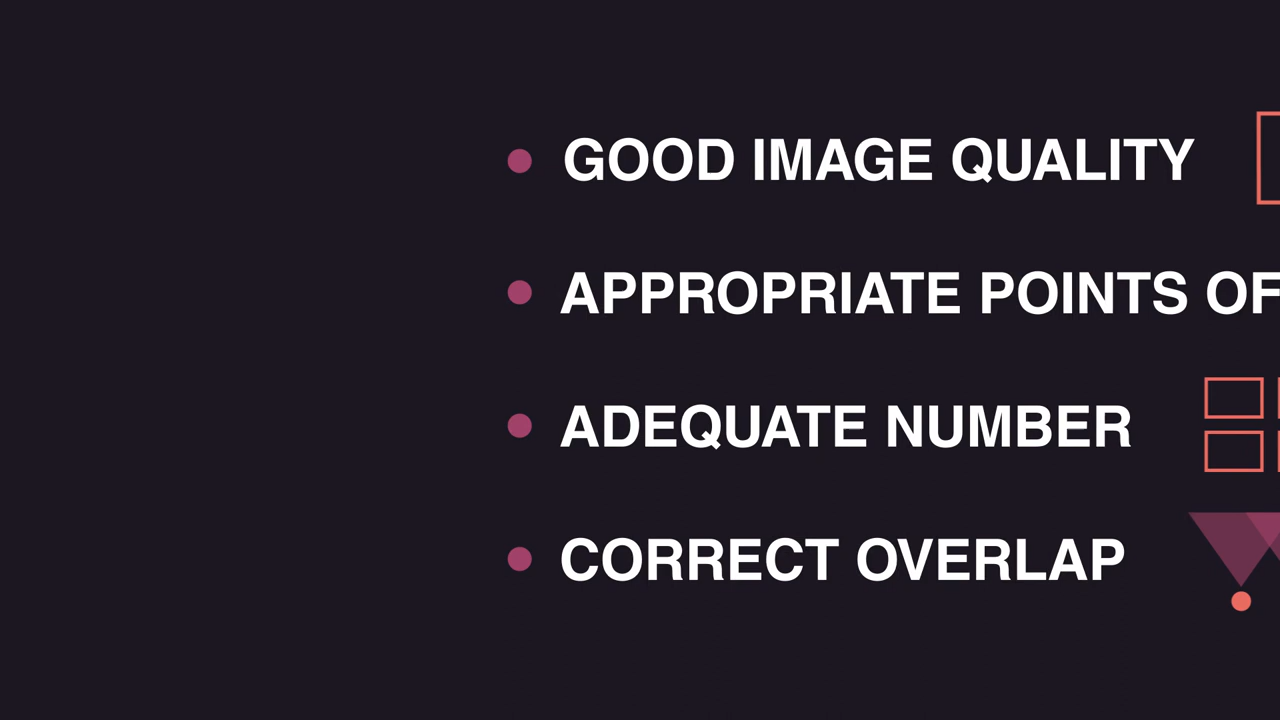 GOOD IMAGE QUALITY
APPROPRIATE POINTS OF
ADEQUATE NUMBER
CORRECT OVERLAP